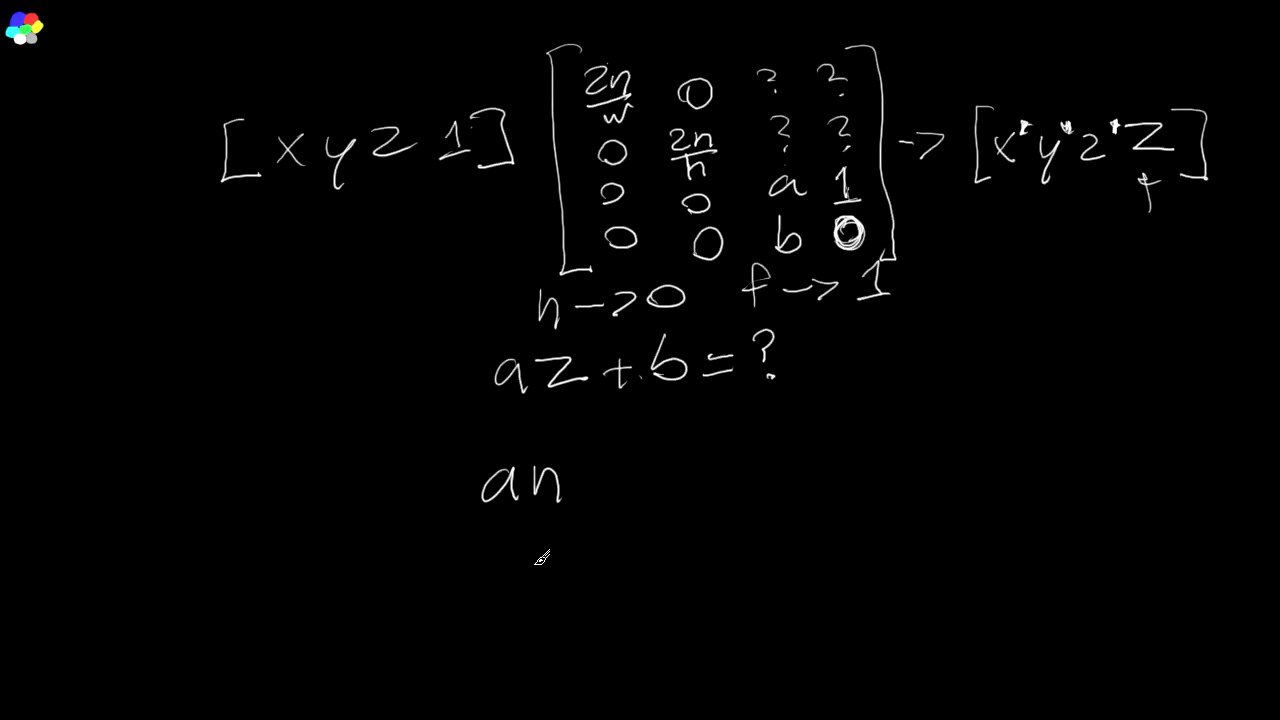 [x y z 1] [2n/w 0 ? ? -> [x' y' z' z]
0 2n/h ? ?
0 0 a 1
0 0 b 0]
n -> 0 f -> 1
az + b = ?
an